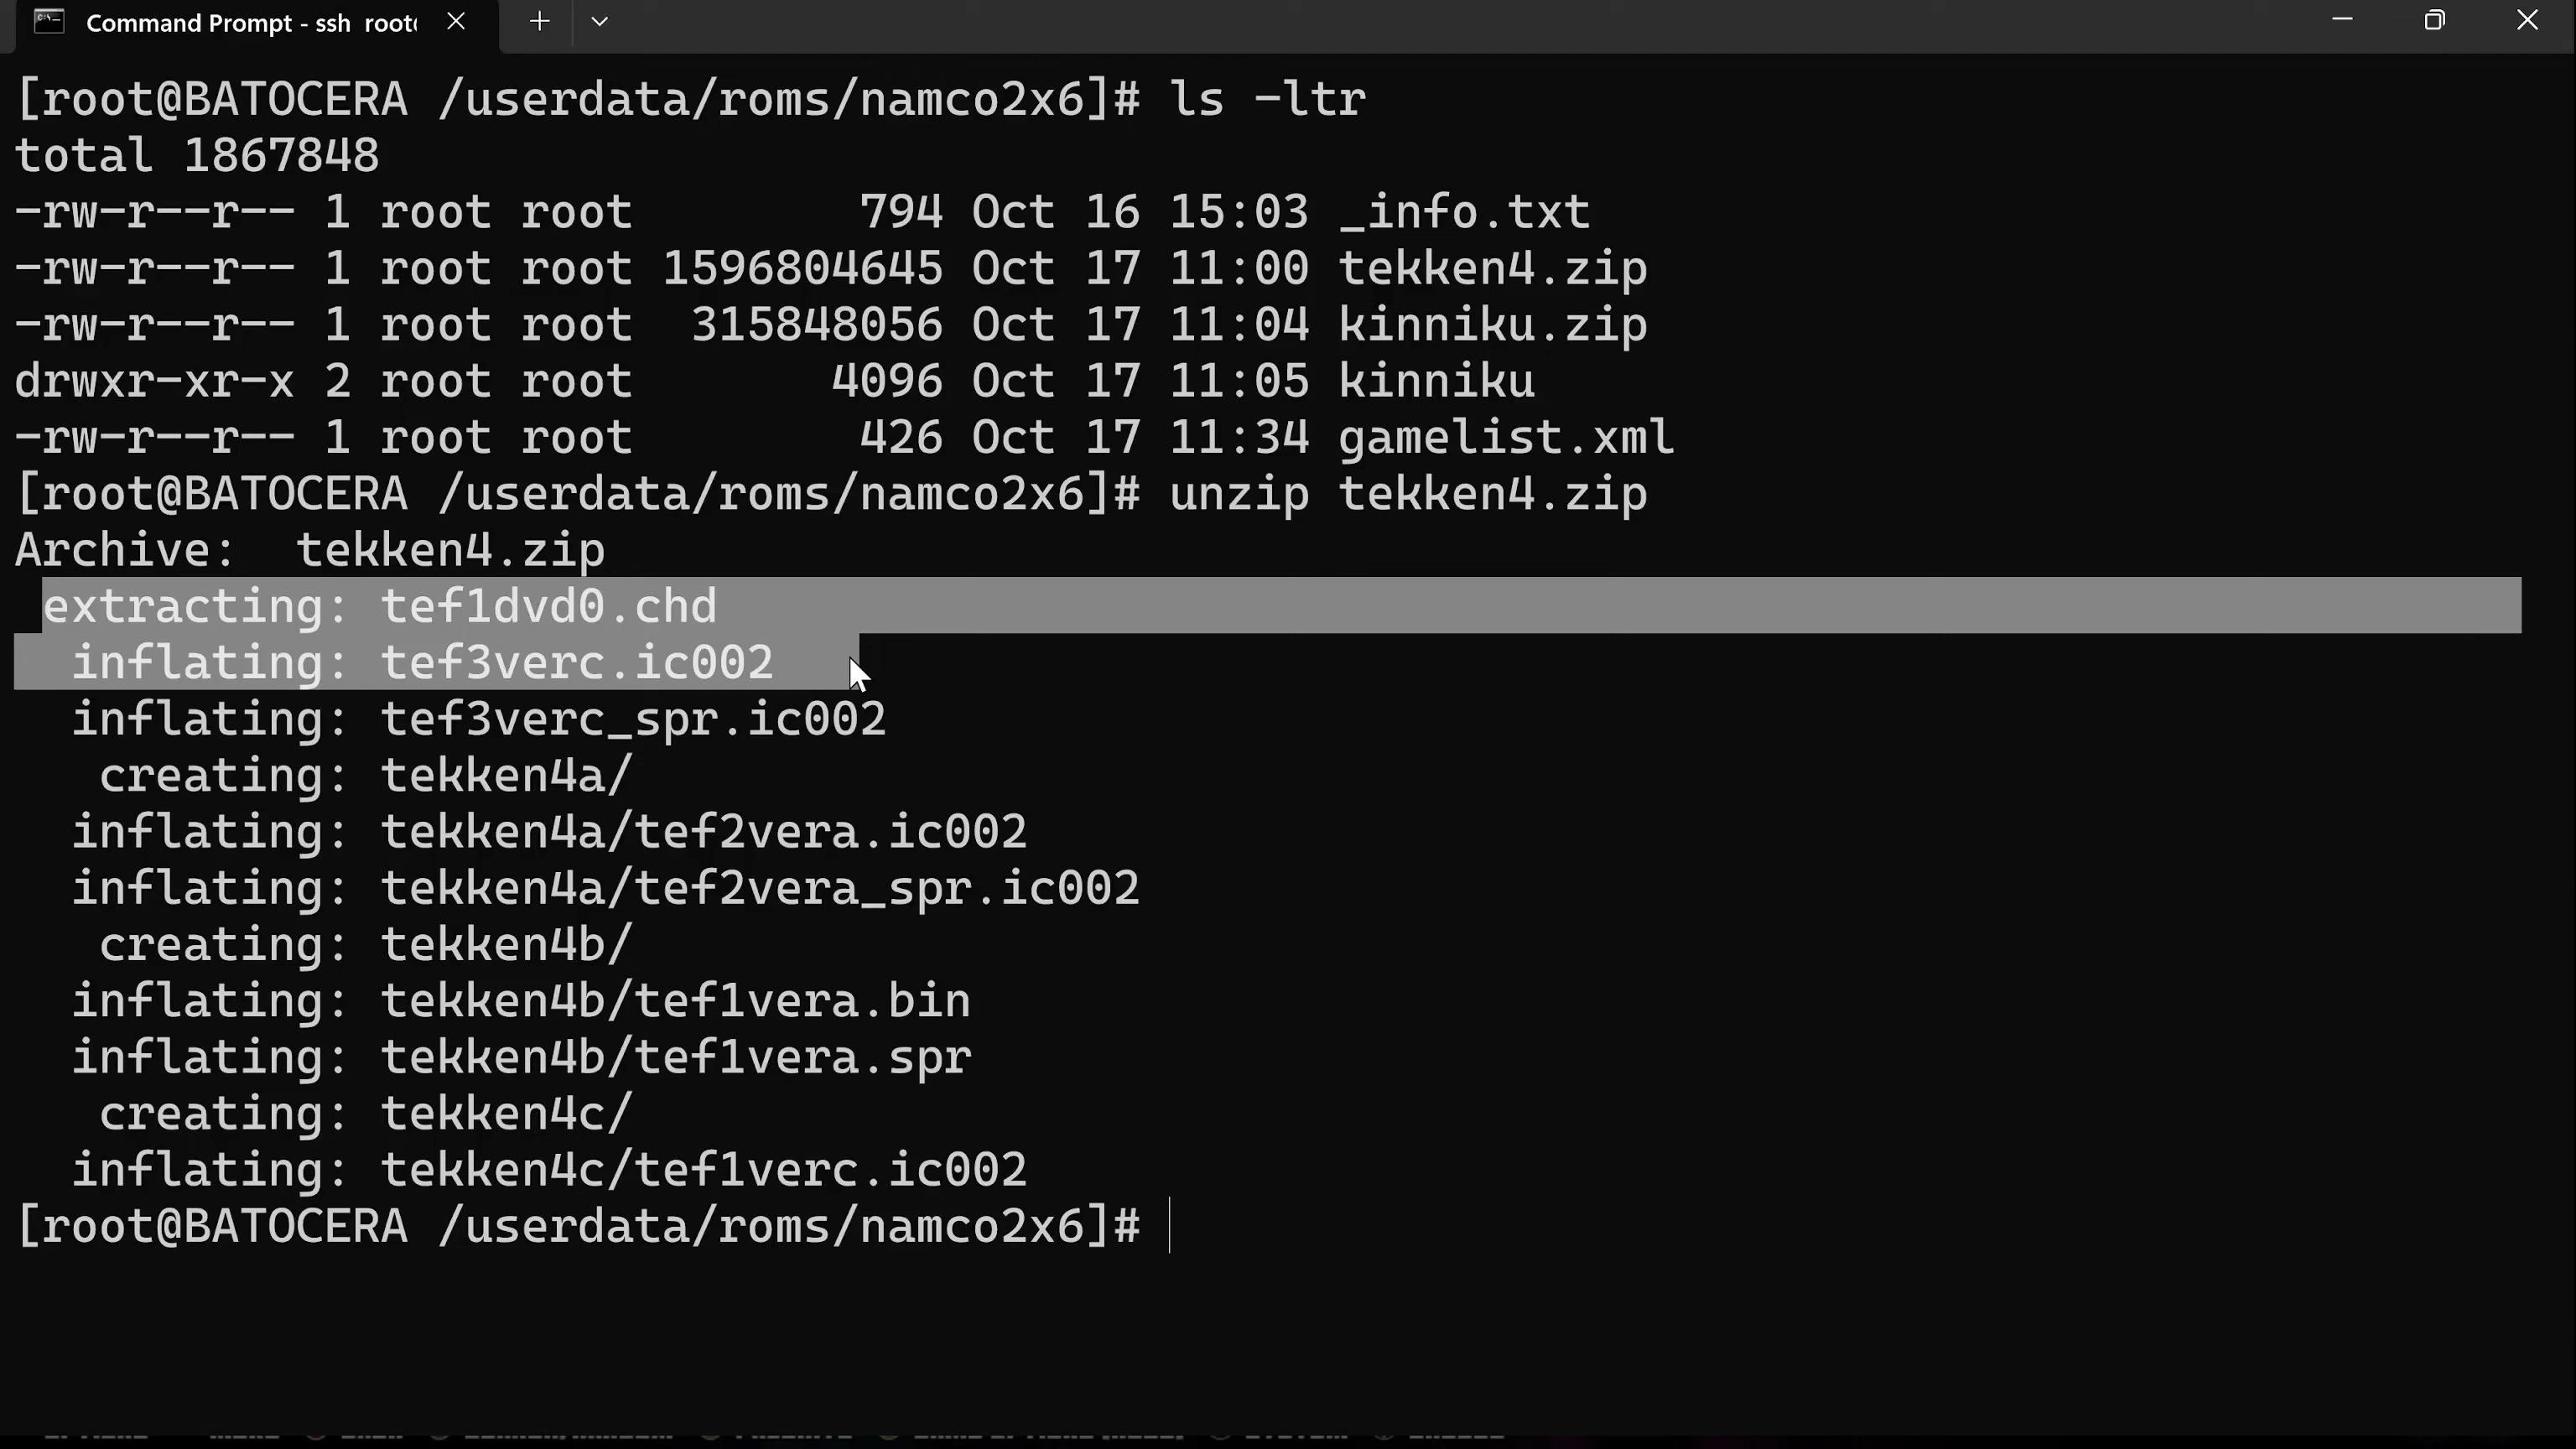 Command Prompt - ssh root
[root@BATOCERA /userdata/roms/namco2x6]# ls -ltr
total 1867848
-rw-r--r-- 1 root root        794 Oct 16 15:03 _info.txt
-rw-r--r-- 1 root root 1596804645 Oct 17 11:00 tekken4.zip
-rw-r--r-- 1 root root  315848056 Oct 17 11:04 kinniku.zip
drwxr-xr-x 2 root root       4096 Oct 17 11:05 kinniku
-rw-r--r-- 1 root root        426 Oct 17 11:34 gamelist.xml
[root@BATOCERA /userdata/roms/namco2x6]# unzip tekken4.zip
Archive:  tekken4.zip
 extracting: tef1dvd0.chd
  inflating: tef3verc.ic002
  inflating: tef3verc_spr.ic002
   creating: tekken4a/
  inflating: tekken4a/tef2vera.ic002
  inflating: tekken4a/tef2vera_spr.ic002
   creating: tekken4b/
  inflating: tekken4b/tef1vera.bin
  inflating: tekken4b/tef1vera.spr
   creating: tekken4c/
  inflating: tekken4c/tef1verc.ic002
[root@BATOCERA /userdata/roms/namco2x6]#